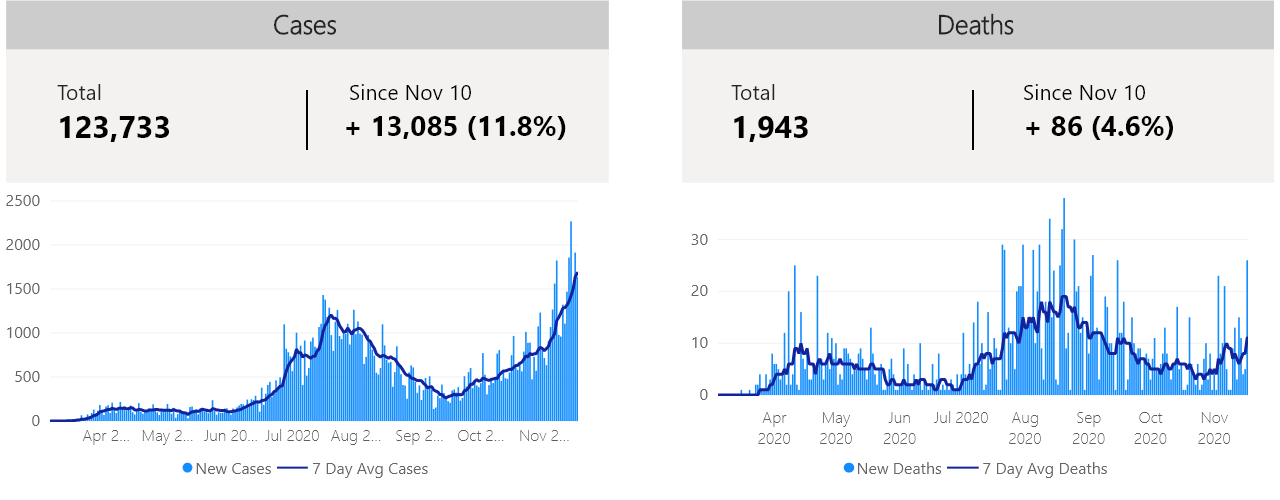 Cases
Total
123,733
Since Nov 10
+ 13,085 (11.8%)
2500
2000
1500
1000
500
0
Apr 2... May 2... Jun 20... Jul 2020 Aug 2... Sep 2... Oct 2... Nov 2...
New Cases 7 Day Avg Cases
Deaths
Total
1,943
Since Nov 10
+ 86 (4.6%)
30
20
10
0
Apr May Jun Jul 2020 Aug Sep Oct Nov
2020 2020 2020 2020 2020 2020 2020
New Deaths 7 Day Avg Deaths